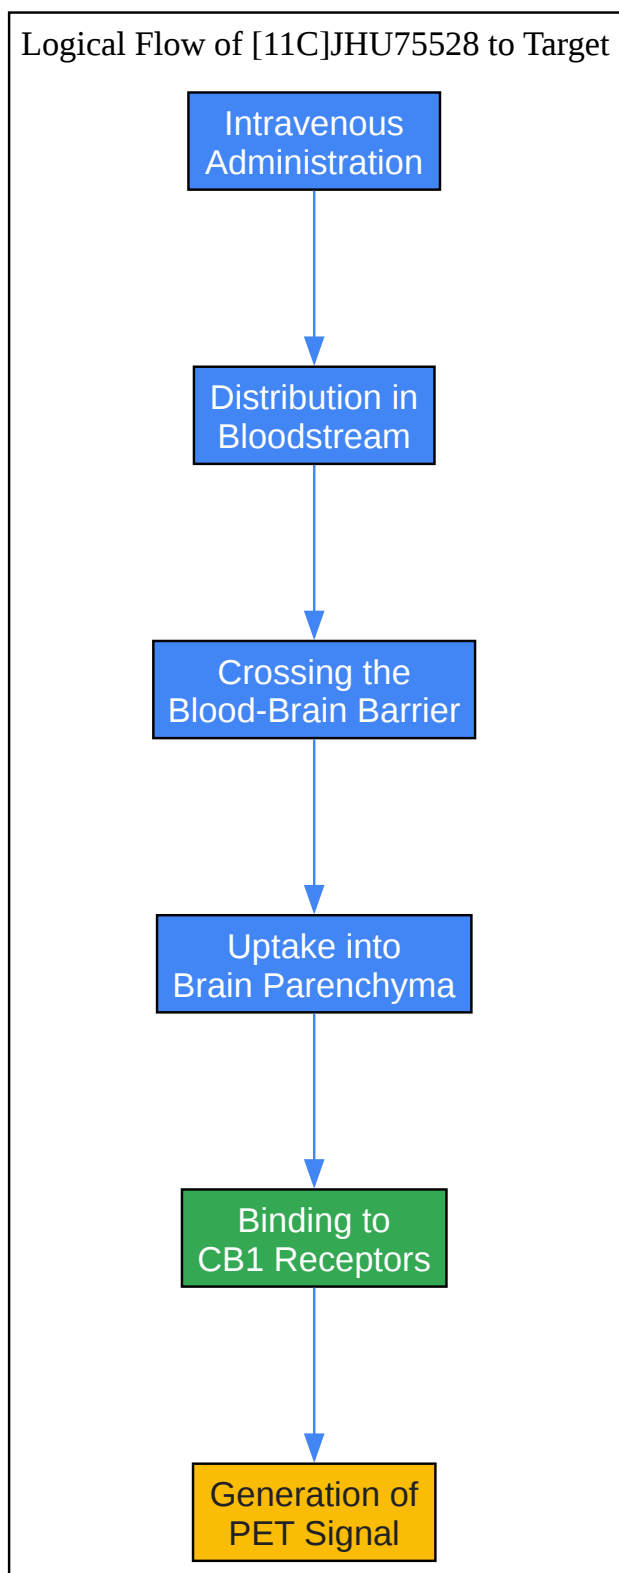 Logical Flow of [11C]JHU75528 to Target
Intravenous
Administration
Distribution in
Bloodstream
Crossing the
Blood-Brain Barrier
Uptake into
Brain Parenchyma
Binding to
CB1 Receptors
Generation of
PET Signal